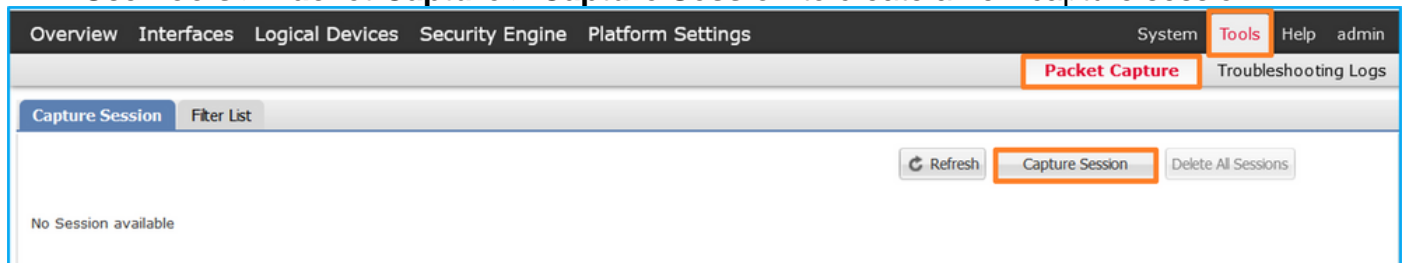 Overview Interfaces Logical Devices Security Engine Platform Settings System Tools Help admin
Packet Capture Troubleshooting Logs
Capture Session Filter List
Refresh Capture Session Delete All Sessions
No Session available